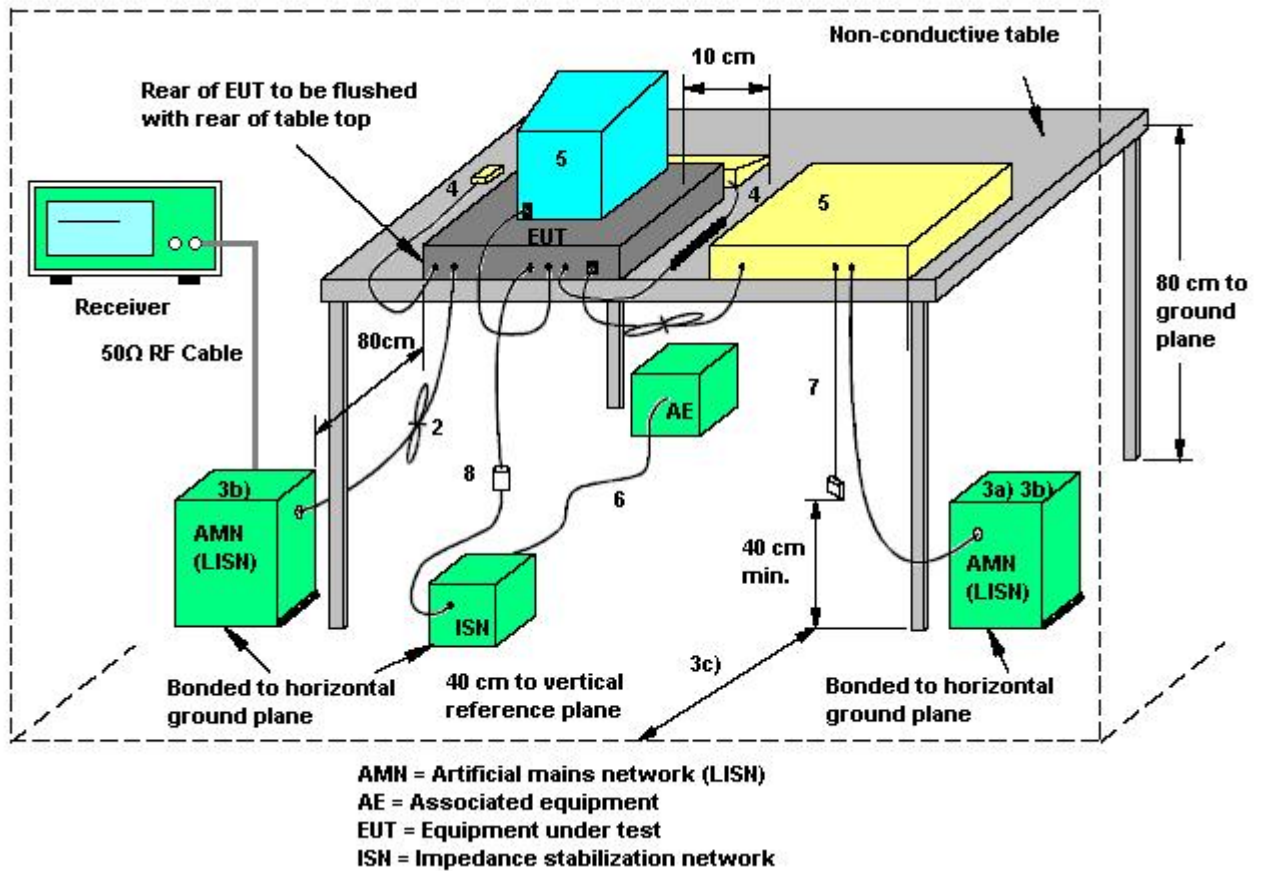 Non-conductive table
10 cm
Rear of EUT to be flushed
with rear of table top
5
4
4
5
EUT
Receiver
80cm
80 cm to
ground
plane
50Ω RF Cable
AE
7
2
8
3b)
6
3a) 3b)
AMN
(LISN)
40 cm
min.
AMN
(LISN)
ISN
3c)
Bonded to horizontal
ground plane
40 cm to vertical
reference plane
Bonded to horizontal
ground plane
AMN = Artificial mains network (LISN)
AE = Associated equipment
EUT = Equipment under test
ISN = Impedance stabilization network